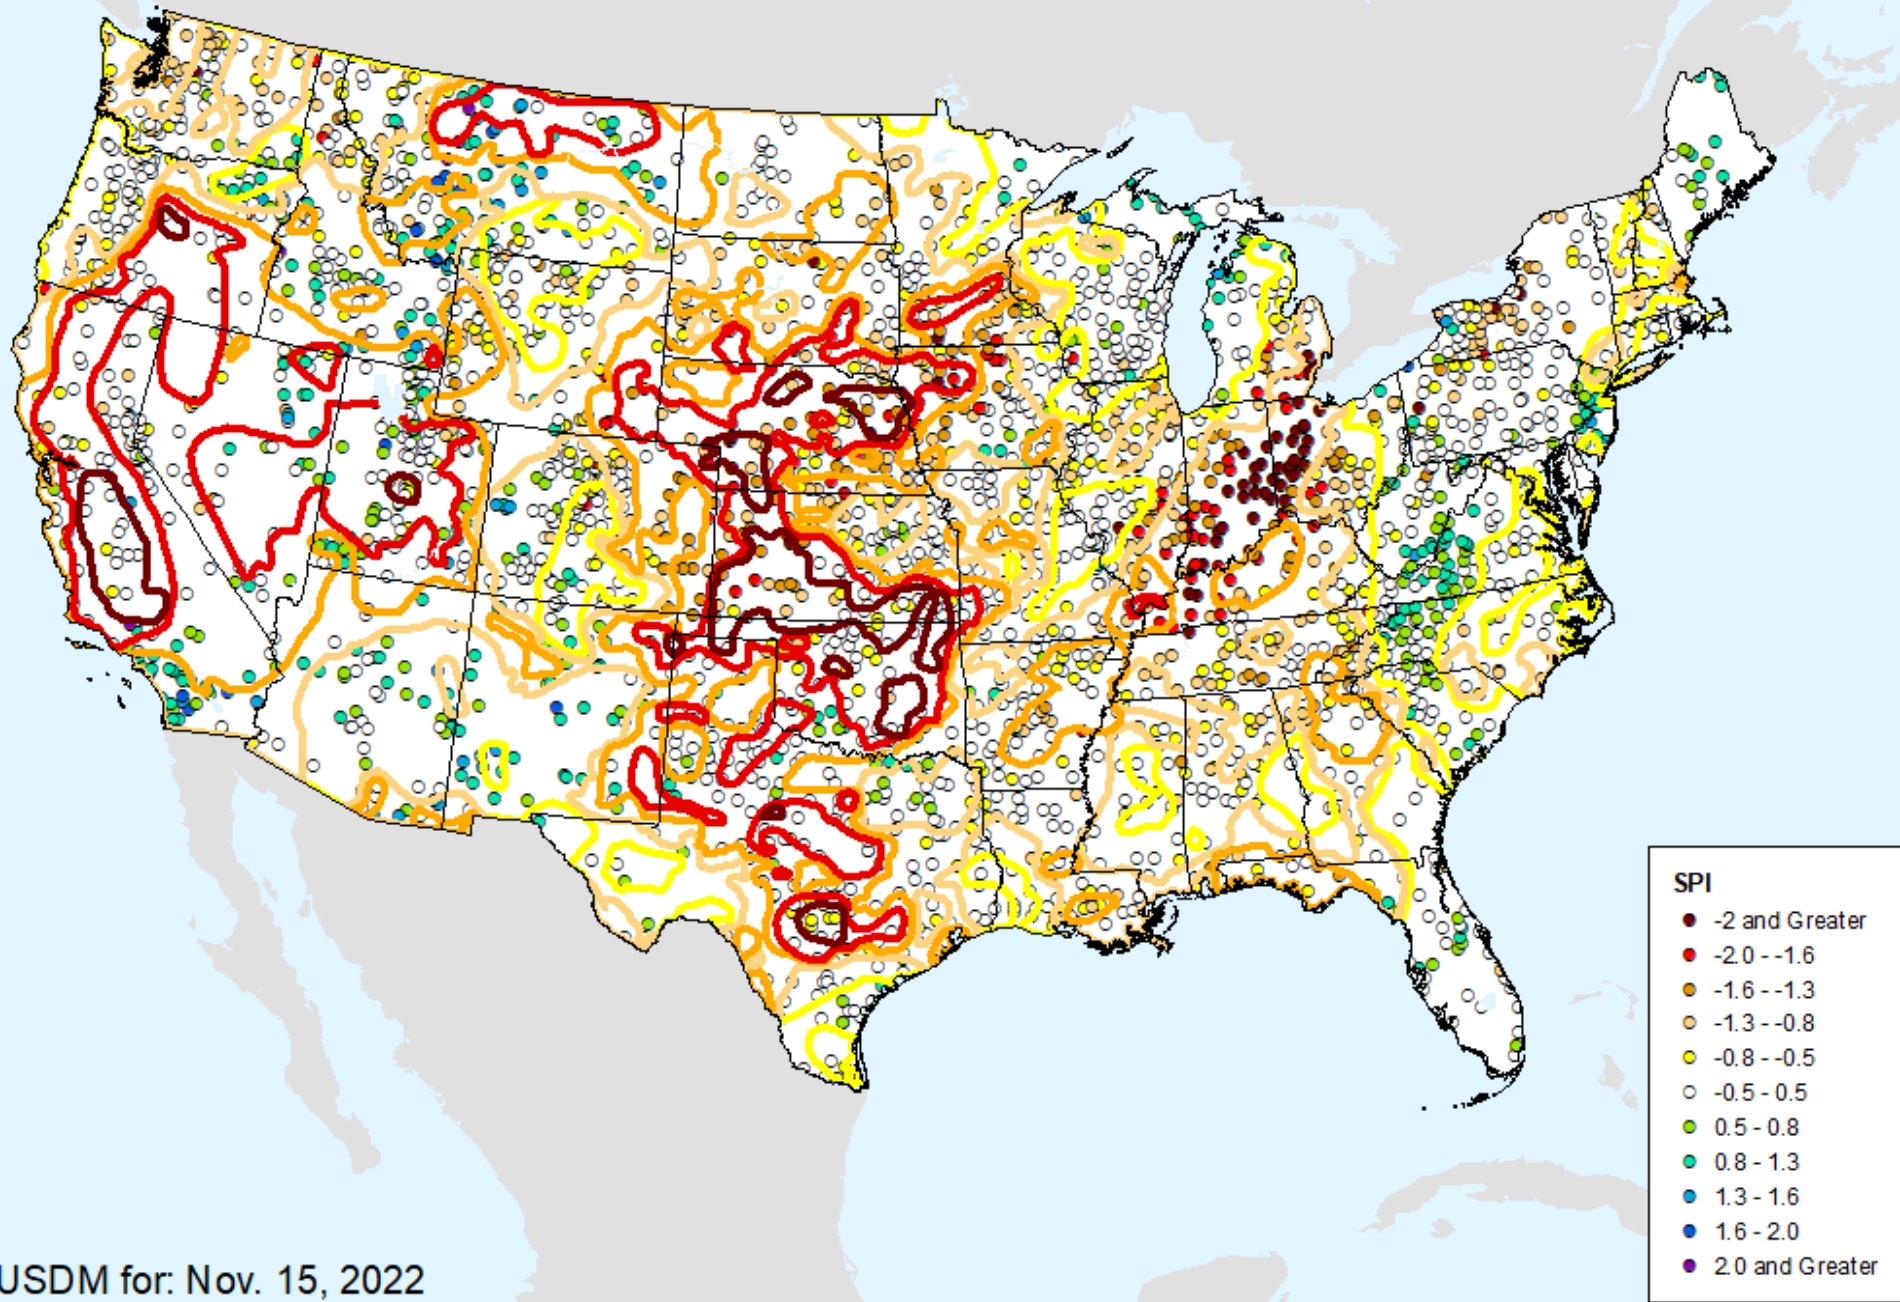 SPI
-2 and Greater
-2.0 - -1.6
-1.6 - -1.3
-1.3 - -0.8
-0.8 - -0.5
-0.5 - 0.5
0.5 - 0.8
0.8 - 1.3
1.3 - 1.6
1.6 - 2.0
2.0 and Greater
USDM for: Nov. 15, 2022